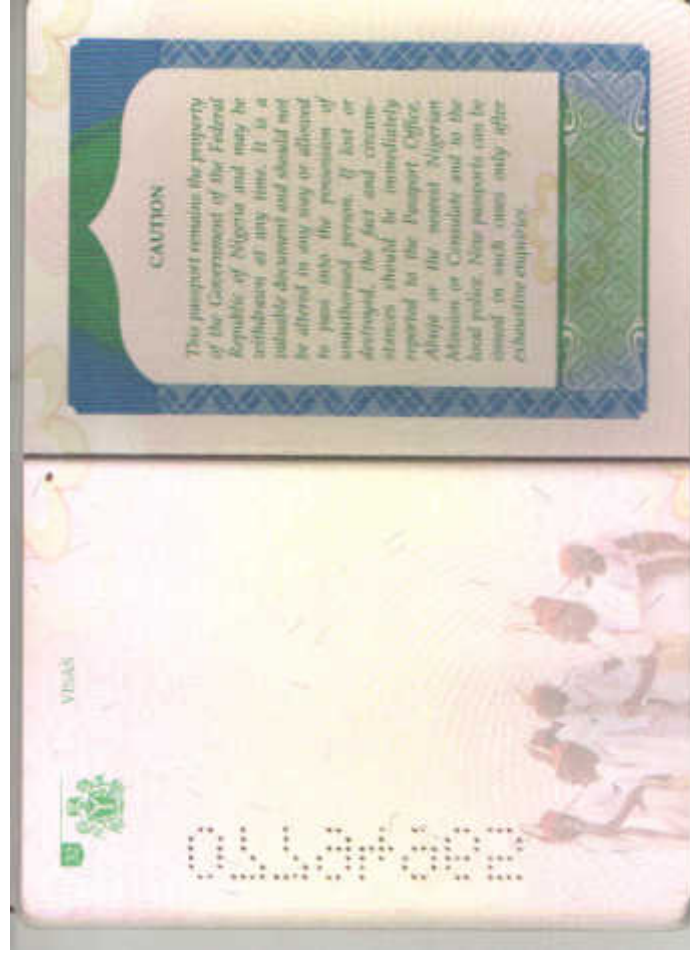 CAUTION
This passport remains the property
of the Government of the Federal
Republic of Nigeria and may be
withdrawn at any time. It is a
valuable document and should not
be altered in any way or allowed
to pass into the possession of
unauthorised person. If lost or
destroyed, the fact and circum-
stances should be immediately
reported to the Passport Office,
Abuja or the nearest Nigerian
Mission or Consulate and to the
local police. New passports can be
issued in such cases only after
exhaustive enquiries.
VISAS